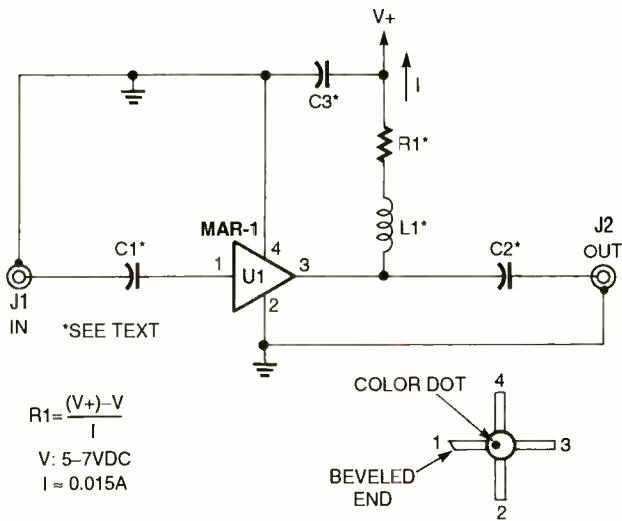 V+
I
C3*
R1*
MAR-1
L1*
J2
OUT
C1*
C2*
4
1
U1
3
2
J1
IN
*SEE TEXT
R1=(V+)–V
I
V: 5–7VDC
I ≈ 0.015A
COLOR DOT
4
1
3
BEVELED
END
2